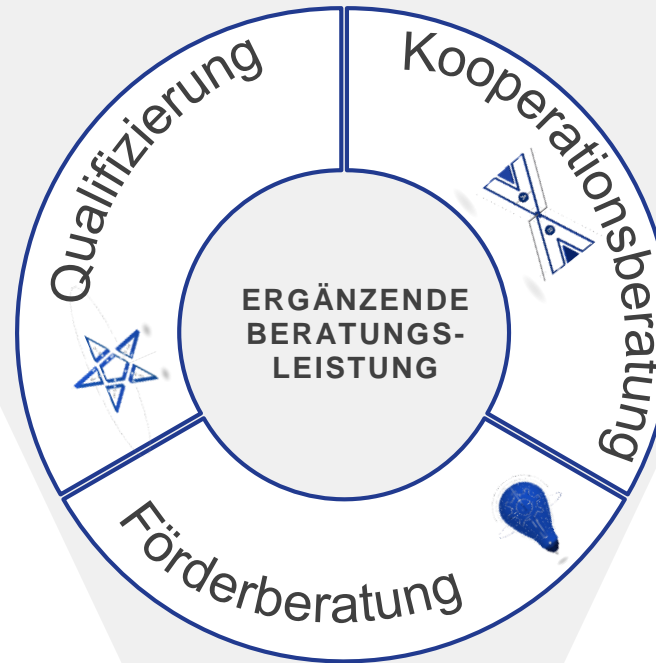 Qualifizierung
Kooperationsberatung
ERGÄNZENDE
BERATUNGS-
LEISTUNG
Förderberatung